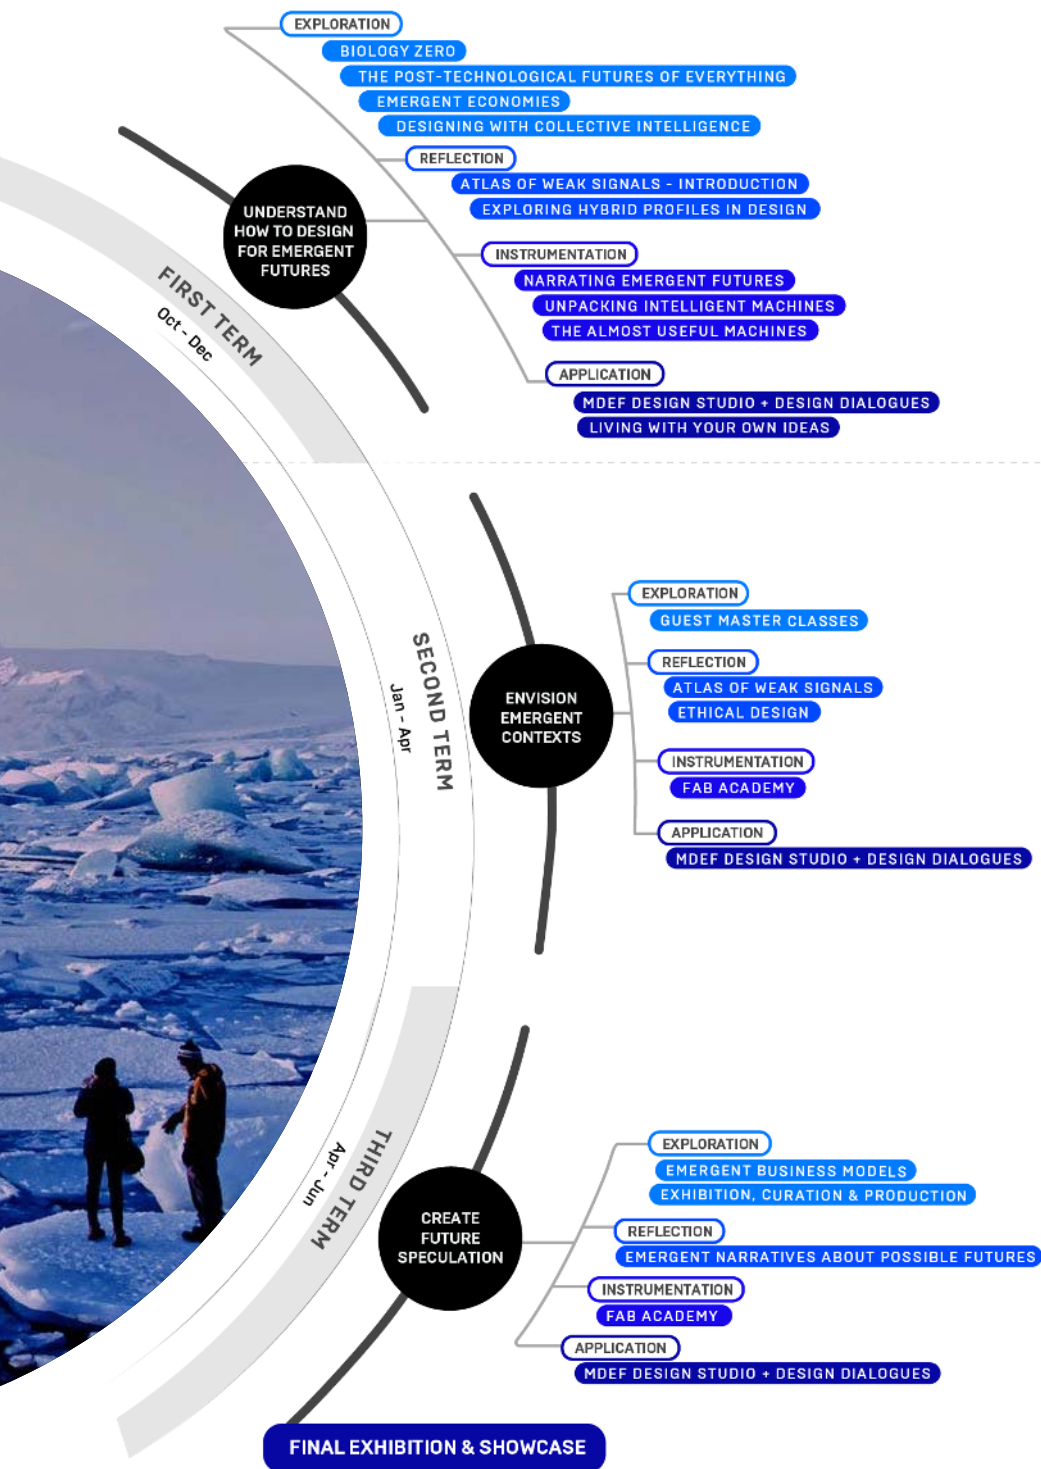 EXPLORATION
BIOLOGY ZERO
THE POST-TECHNOLOGICAL FUTURES OF EVERYTHING
EMERGENT ECONOMIES
DESIGNING WITH COLLECTIVE INTELLIGENCE
REFLECTION
ATLAS OF WEAK SIGNALS - INTRODUCTION
EXPLORING HYBRID PROFILES IN DESIGN
UNDERSTAND
HOW TO DESIGN
FOR EMERGENT
FUTURES
INSTRUMENTATION
NARRATING EMERGENT FUTURES
UNPACKING INTELLIGENT MACHINES
THE ALMOST USEFUL MACHINES
FIRST TERM
Oct - Dec
APPLICATION
MDEF DESIGN STUDIO + DESIGN DIALOGUES
LIVING WITH YOUR OWN IDEAS
SECOND TERM
Jan - Apr
ENVISION
EMERGENT
CONTEXTS
EXPLORATION
GUEST MASTER CLASSES
REFLECTION
ATLAS OF WEAK SIGNALS
ETHICAL DESIGN
INSTRUMENTATION
FAB ACADEMY
APPLICATION
MDEF DESIGN STUDIO + DESIGN DIALOGUES
THIRD TERM
Apr - Jun
CREATE
FUTURE
SPECULATION
EXPLORATION
EMERGENT BUSINESS MODELS
EXHIBITION, CURATION & PRODUCTION
REFLECTION
EMERGENT NARRATIVES ABOUT POSSIBLE FUTURES
INSTRUMENTATION
FAB ACADEMY
APPLICATION
MDEF DESIGN STUDIO + DESIGN DIALOGUES
FINAL EXHIBITION & SHOWCASE